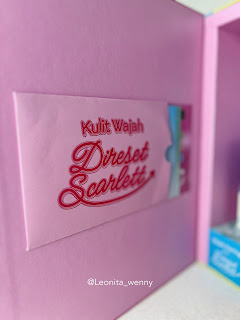 Kulit Wajah
Direset
Scarlett
@Leonita_wenny